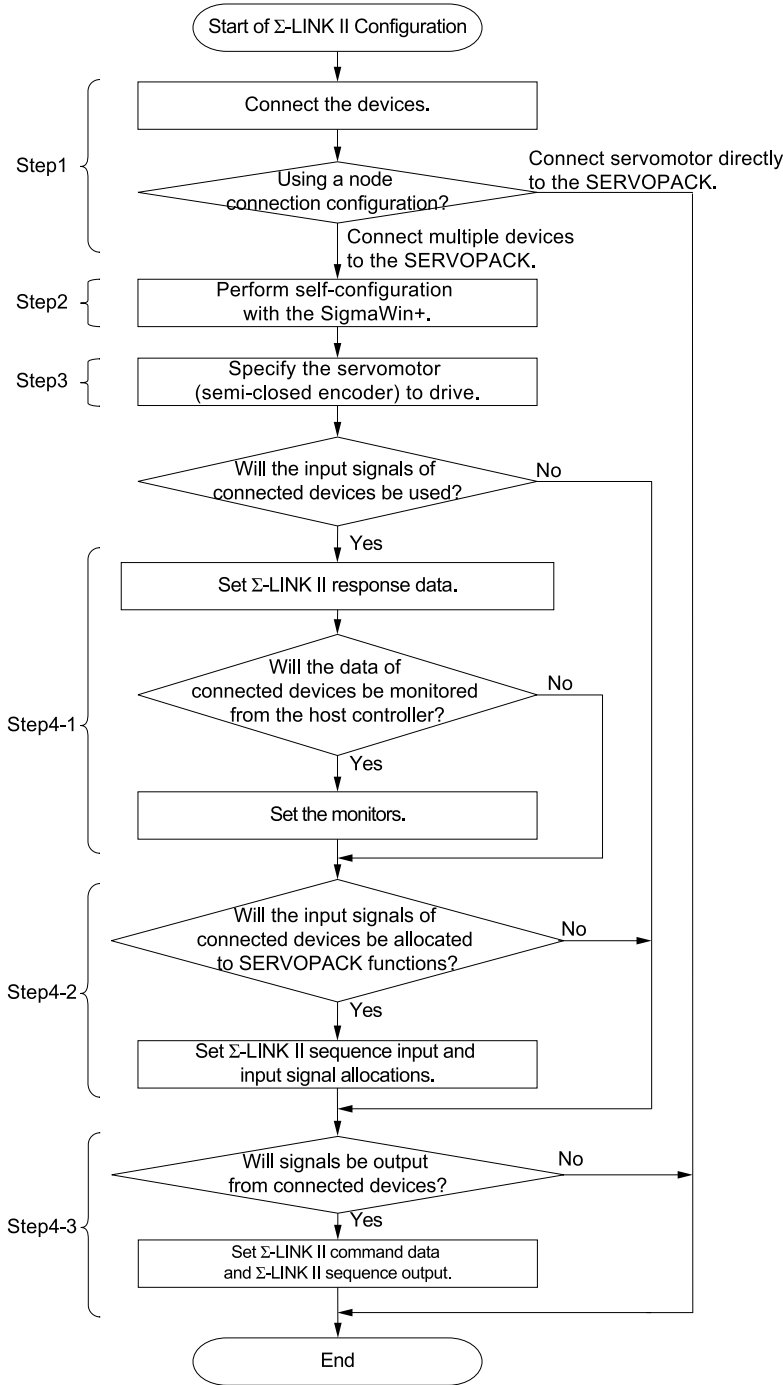 Start of Σ-LINK II Configuration
Connect the devices.
Step1
Connect servomotor directly
to the SERVOPACK.
Using a node
connection configuration?
Connect multiple devices
to the SERVOPACK.
Step2
Perform self-configuration
with the SigmaWin+.
Step3
Specify the servomotor
(semi-closed encoder) to drive.
Will the input signals of
connected devices be used?
No
Yes
Set Σ-LINK II response data.
Step4-1
Will the data of
connected devices be monitored
from the host controller?
No
Yes
Set the monitors.
Step4-2
Will the input signals of
connected devices be allocated
to SERVOPACK functions?
No
Yes
Set Σ-LINK II sequence input and
input signal allocations.
Step4-3
Will signals be output
from connected devices?
No
Yes
Set Σ-LINK II command data
and Σ-LINK II sequence output.
End